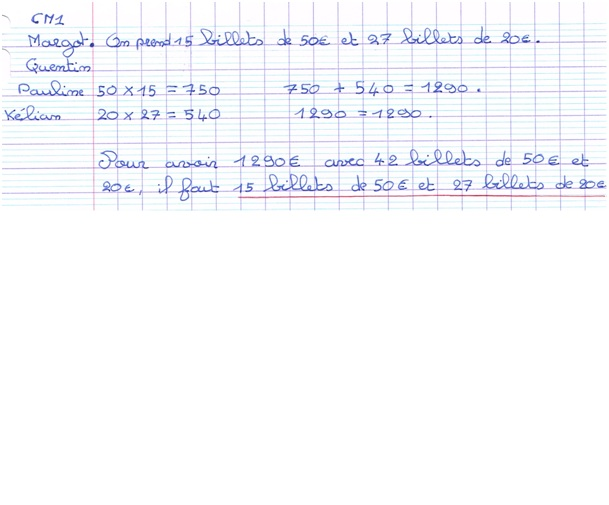 CM1
Margot. On prend 15 billets de 50€ et 27 billets de 20€.
Quentin
Pauline 50 x 15 = 750 750 + 540 = 1290.
Kélian 20 x 27 = 540 1290 = 1290.
Pour avoir 1290€ avec 42 billets de 50€ et
20€, il faut 15 billets de 50€ et 27 billets de 20€